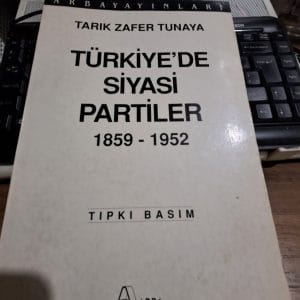 ARBA YAYINLARI
TARIK ZAFER TUNAYA
TÜRKİYE'DE
SİYASİ
PARTİLER
1859 - 1952
TIPKI BASIM